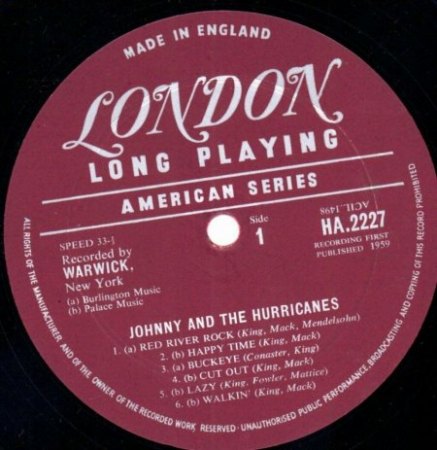 MADE IN ENGLAND
LONDON
LONG PLAYING
AMERICAN SERIES
SPEED 33-⅓
Recorded by
WARWICK,
New York
(a) Burlington Music
(b) Palace Music
Side
1
ACIL.1498
HA.2227
RECORDING FIRST
PUBLISHED 1959
JOHNNY AND THE HURRICANES
1. (a) RED RIVER ROCK (King, Mack, Mendelsohn)
2. (b) HAPPY TIME (King, Mack)
3. (a) BUCKEYE (Conaster, King)
4. (b) CUT OUT (King, Mack)
5. (b) LAZY (King, Fowler, Mattice)
6. (b) WALKIN' (King, Mack)
ALL RIGHTS OF THE MANUFACTURER AND OF THE OWNER OF THE RECORDED WORK RESERVED · UNAUTHORISED PUBLIC PERFORMANCE, BROADCASTING AND COPYING OF THIS RECORD PROHIBITED